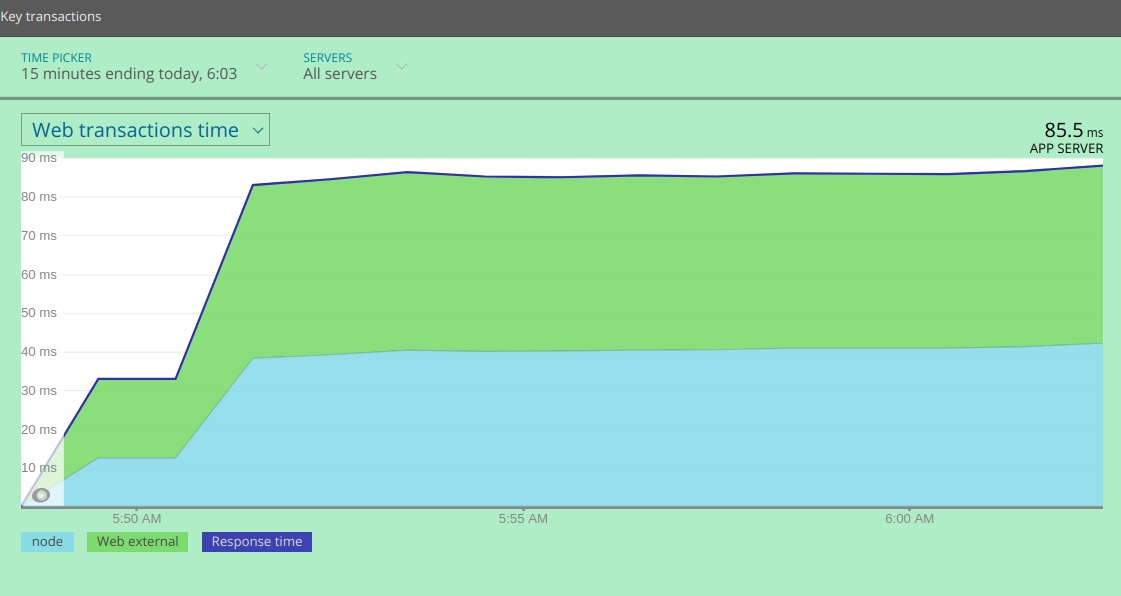 Key transactions
TIME PICKER
15 minutes ending today, 6:03
SERVERS
All servers
Web transactions time
85.5 ms
APP SERVER
90 ms
80 ms
70 ms
60 ms
50 ms
40 ms
30 ms
20 ms
10 ms
5:50 AM
5:55 AM
6:00 AM
node
Web external
Response time